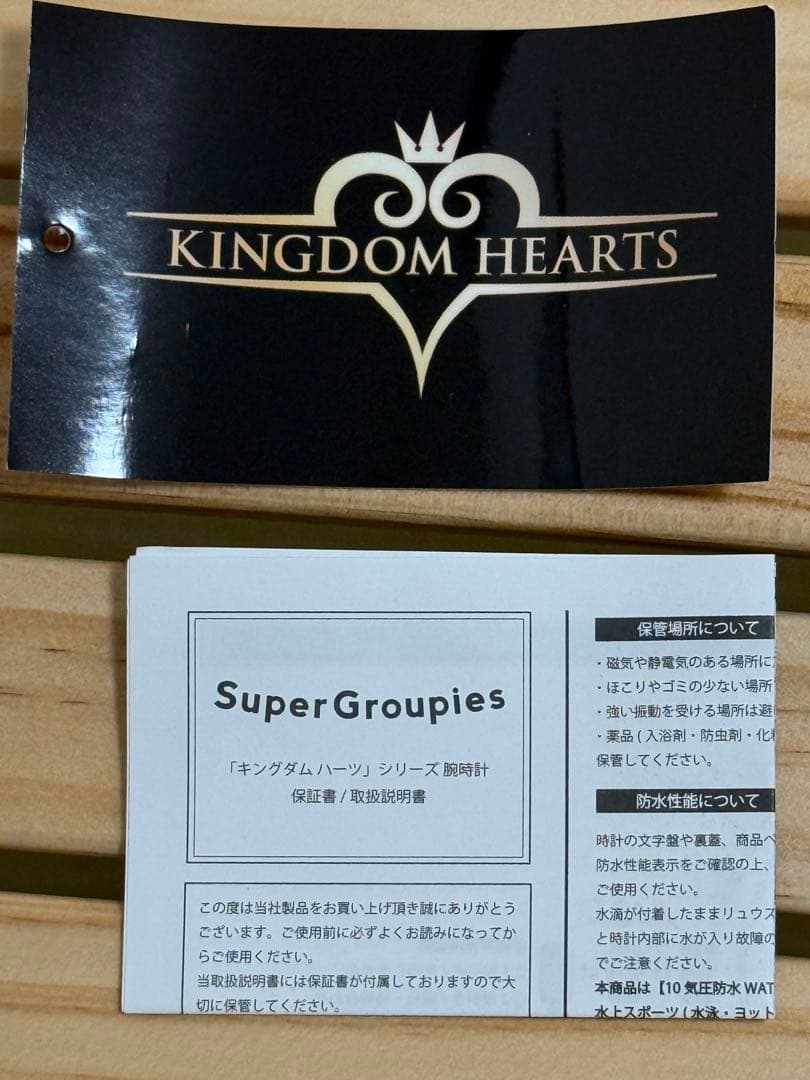 KINGDOM HEARTS
SuperGroupies
「キングダム ハーツ」シリーズ 腕時計
保証書 / 取扱説明書
この度は当社製品をお買い上げ頂き誠にありがとう
ございます。ご使用前に必ずよくお読みになってか
らご使用ください。
当取扱説明書には保証書が付属しておりますので大
切に保管してください。
保管場所について
・磁気や静電気のある場所に
・ほこりやゴミの少ない場所
・強い振動を受ける場所は避
・薬品 ( 入浴剤・防虫剤・化
保管してください。
防水性能について
時計の文字盤や裏蓋、商品ペ
防水性能表示をご確認の上、
ご使用ください。
水滴が付着したままリュウズ
と時計内部に水が入り故障の
でご注意ください。
本商品は【10 気圧防水 WAT
水上スポーツ ( 水泳・ヨット